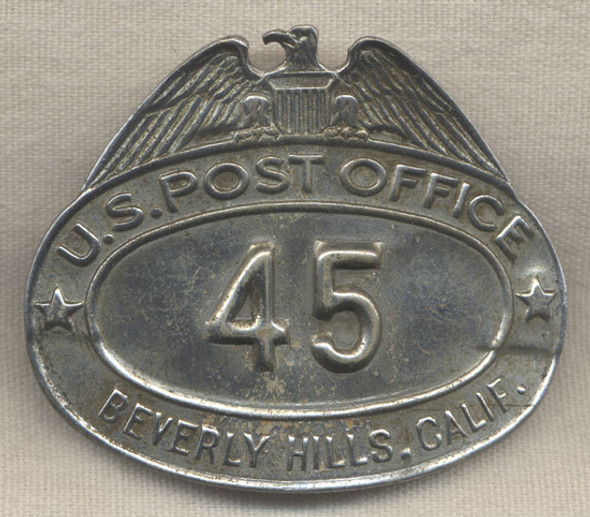 U.S. POST OFFICE
45
BEVERLY HILLS, CALIF.